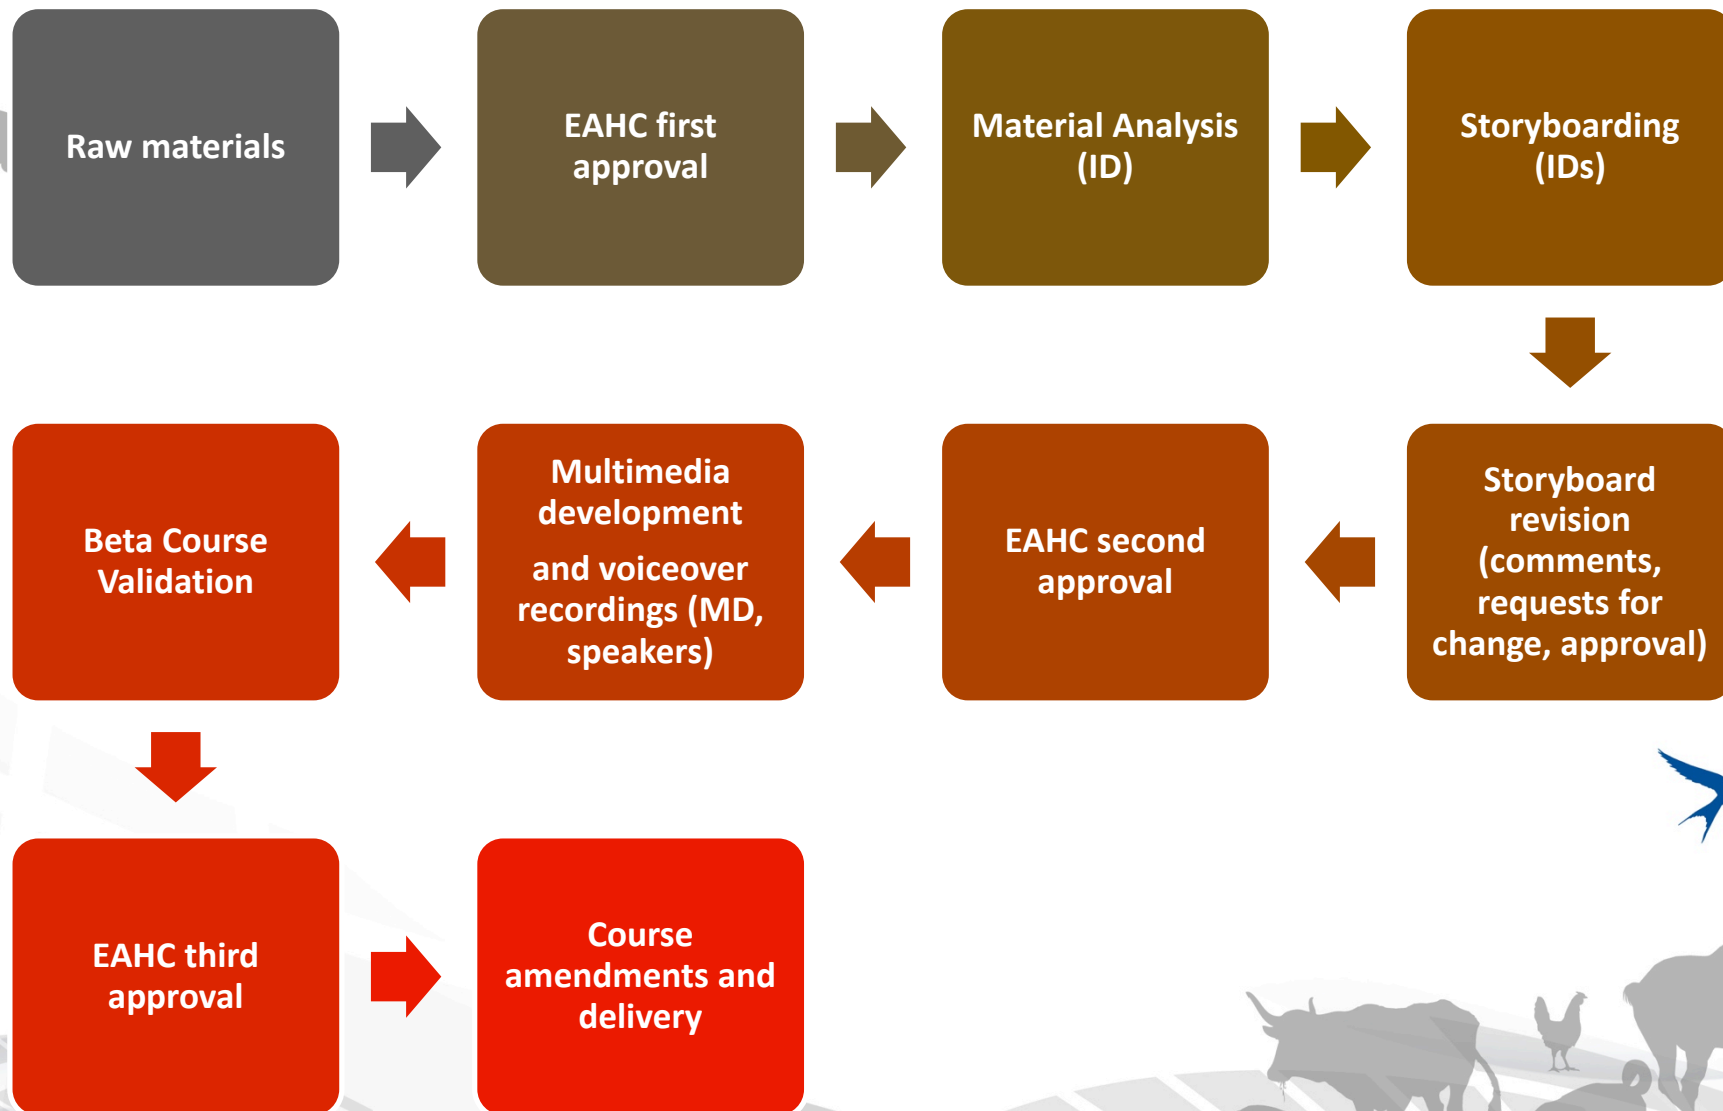 Raw materials
EAHC first
approval
Material Analysis
(ID)
Storyboarding
(IDs)
Storyboard
revision
(comments,
requests for
change, approval)
EAHC second
approval
Multimedia
development
and voiceover
recordings (MD,
speakers)
Beta Course
Validation
EAHC third
approval
Course
amendments and
delivery